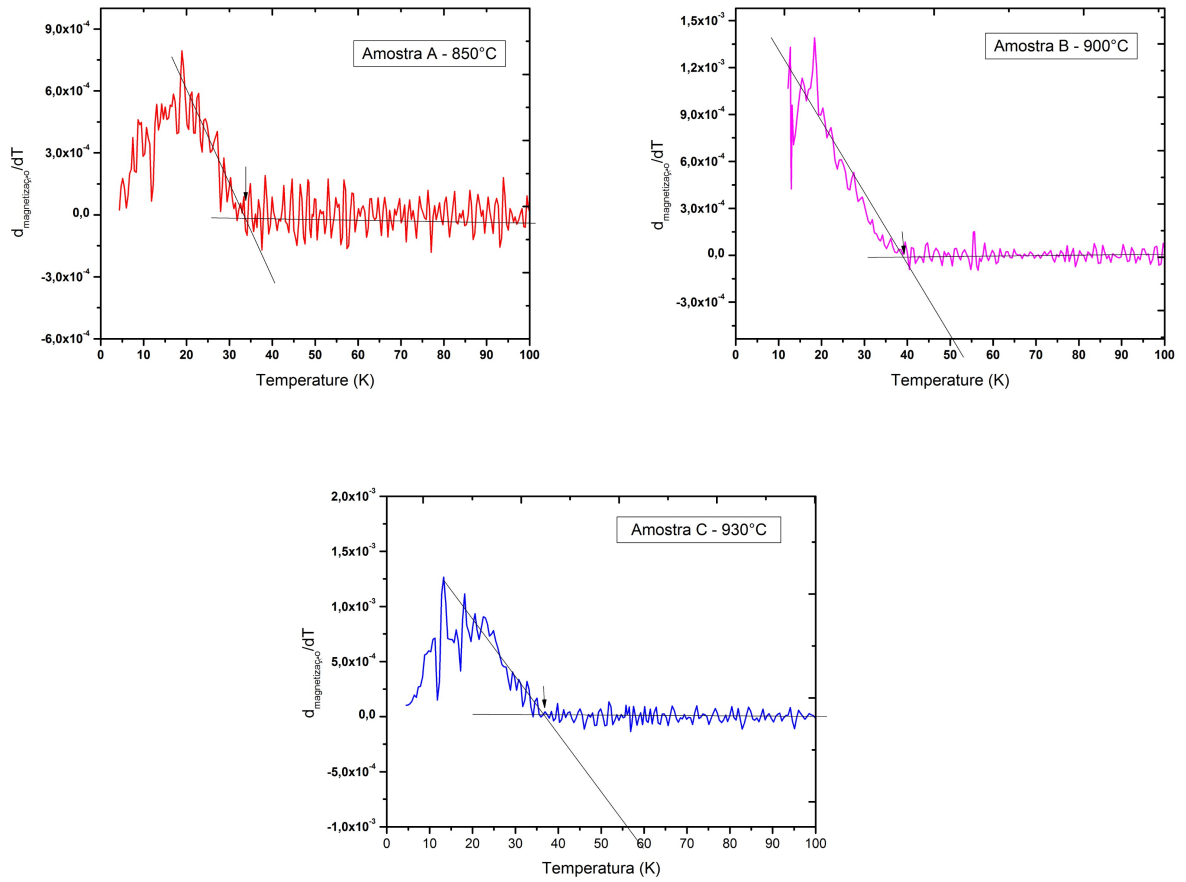 Amostra A - 850°C
9,0x10⁻⁴
6,0x10⁻⁴
3,0x10⁻⁴
0,0
-3,0x10⁻⁴
-6,0x10⁻⁴
d magnetizaç•o/dT
0 10 20 30 40 50 60 70 80 90 100
Temperature (K)
Amostra B - 900°C
1,5x10⁻³
1,2x10⁻³
9,0x10⁻⁴
6,0x10⁻⁴
3,0x10⁻⁴
0,0
-3,0x10⁻⁴
d magnetizaç•o/dT
0 10 20 30 40 50 60 70 80 90 100
Temperature (K)
Amostra C - 930°C
2,0x10⁻³
1,5x10⁻³
1,0x10⁻³
5,0x10⁻⁴
0,0
-5,0x10⁻⁴
-1,0x10⁻³
d magnetizaç•o/dT
0 10 20 30 40 50 60 70 80 90 100
Temperatura (K)